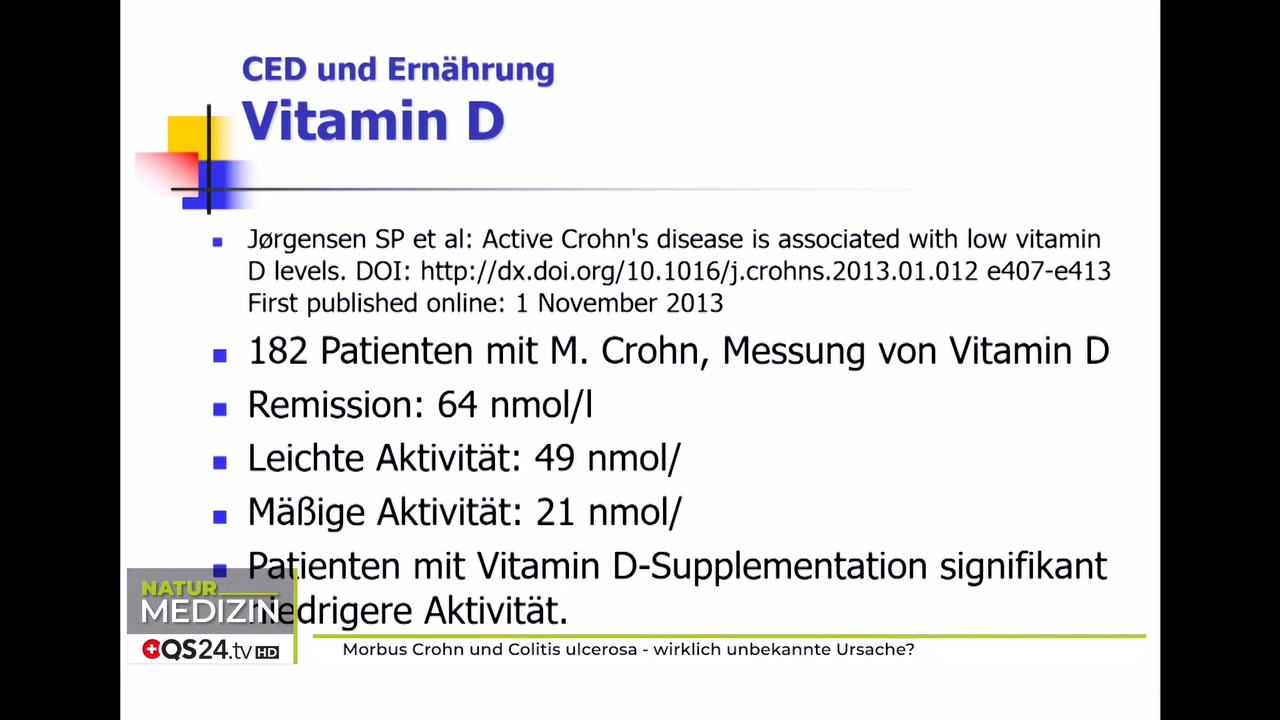 CED und Ernährung
Vitamin D
Jørgensen SP et al: Active Crohn's disease is associated with low vitamin
D levels. DOI: http://dx.doi.org/10.1016/j.crohns.2013.01.012 e407-e413
First published online: 1 November 2013
182 Patienten mit M. Crohn, Messung von Vitamin D
Remission: 64 nmol/l
Leichte Aktivität: 49 nmol/
Mäßige Aktivität: 21 nmol/
Patienten mit Vitamin D-Supplementation signifikant
niedrigere Aktivität.
NATUR
MEDIZIN
QS24.tv HD
Morbus Crohn und Colitis ulcerosa - wirklich unbekannte Ursache?